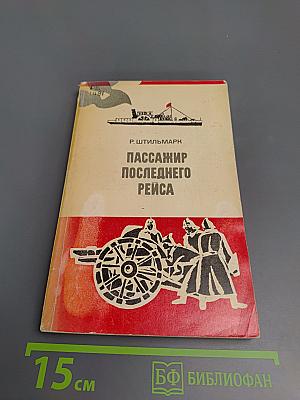 Р. ШТИЛЬМАРК
ПАССАЖИР
ПОСЛЕДНЕГО
РЕЙСА
15 см
БФ БИБЛИОФАН